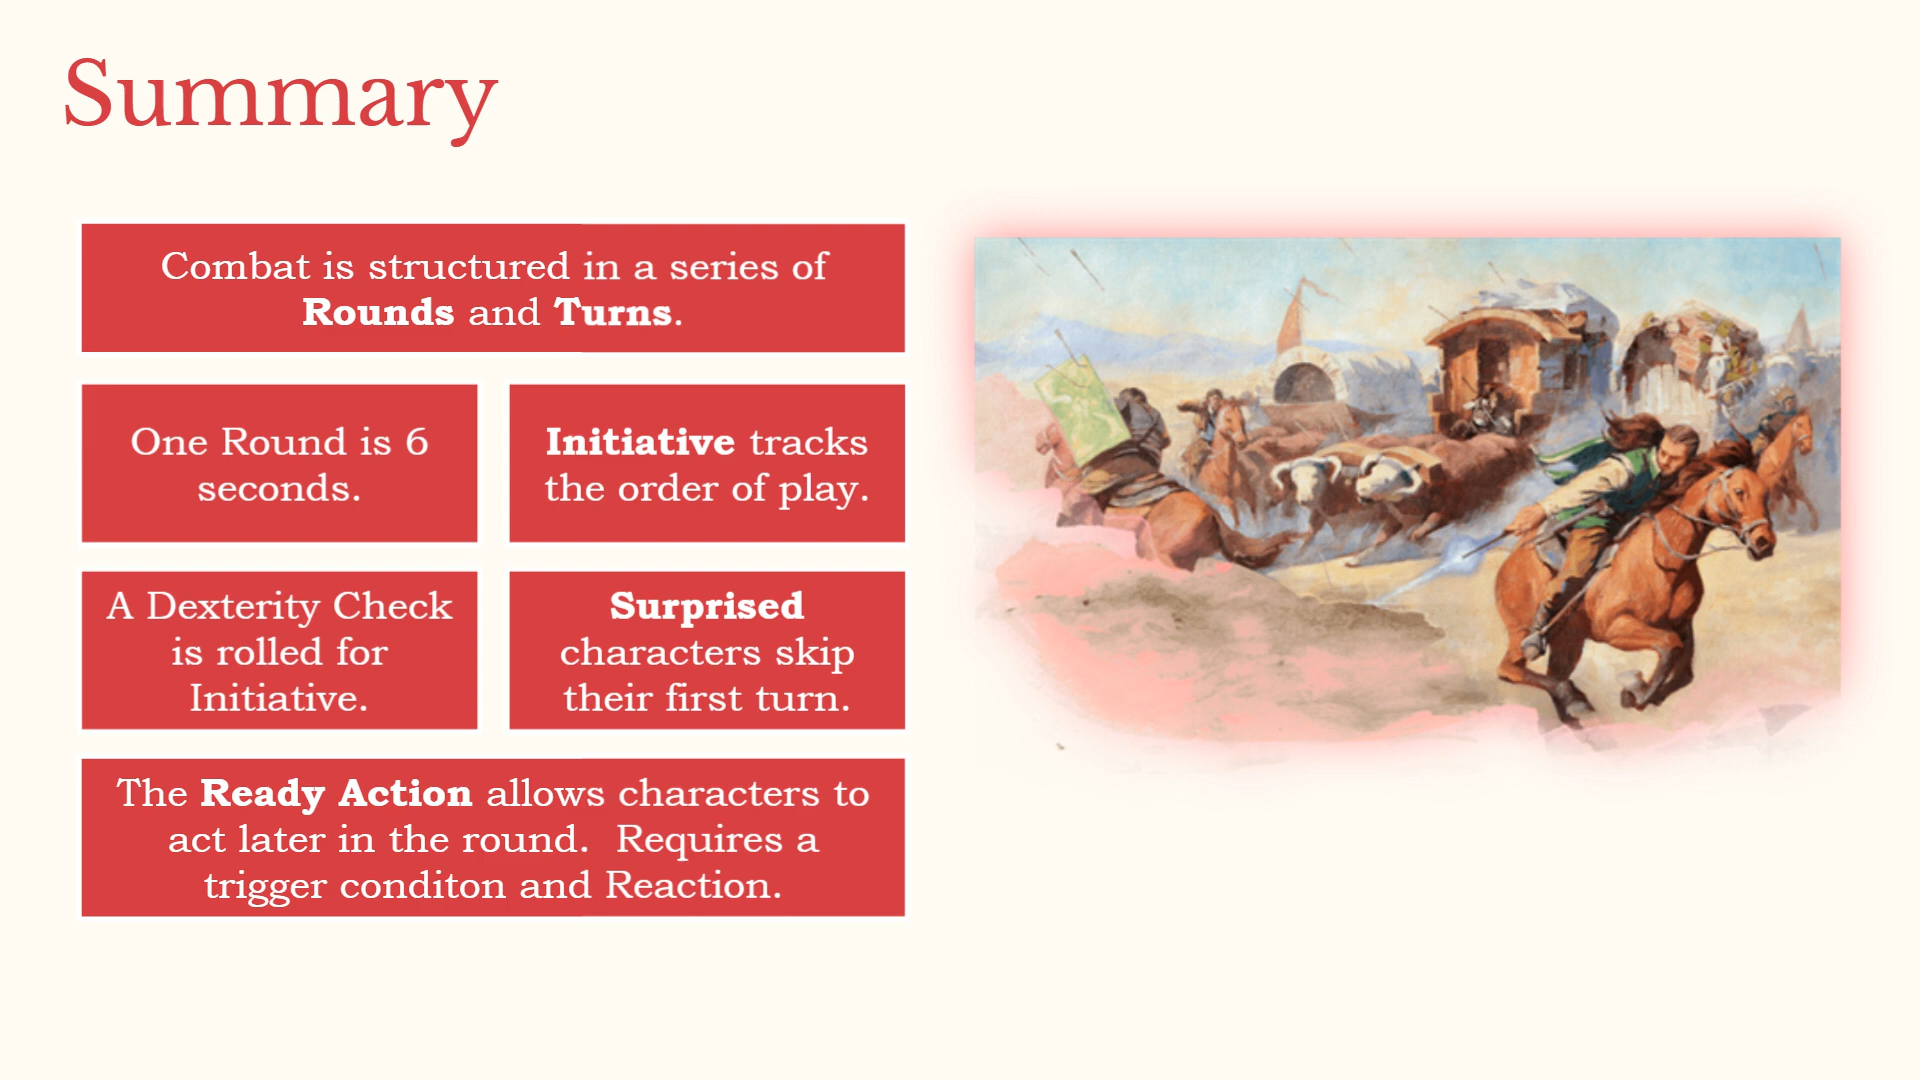 Summary
Combat is structured in a series of
Rounds and Turns.
One Round is 6
seconds.
Initiative tracks
the order of play.
A Dexterity Check
is rolled for
Initiative.
Surprised
characters skip
their first turn.
The Ready Action allows characters to
act later in the round.  Requires a
trigger conditon and Reaction.